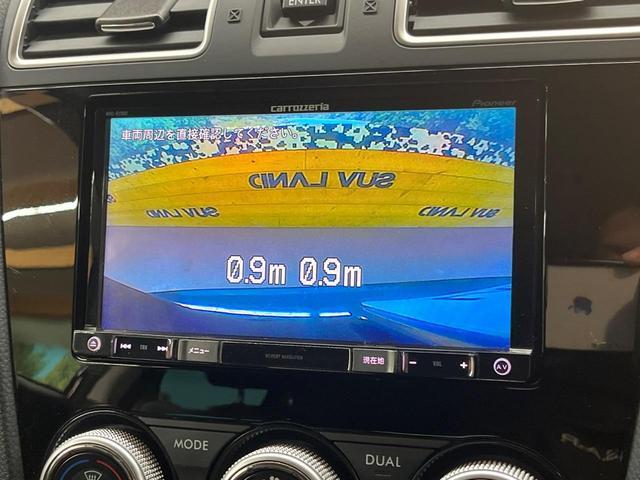 ENTER
carrozzeria
Pioneer
車両周辺を直接確認してください。
SUV LAND
SUV LAND
SUV LAND
0.9m 0.9m
TRK
メニュー
現在地
VOL
AV
MODE
DUAL